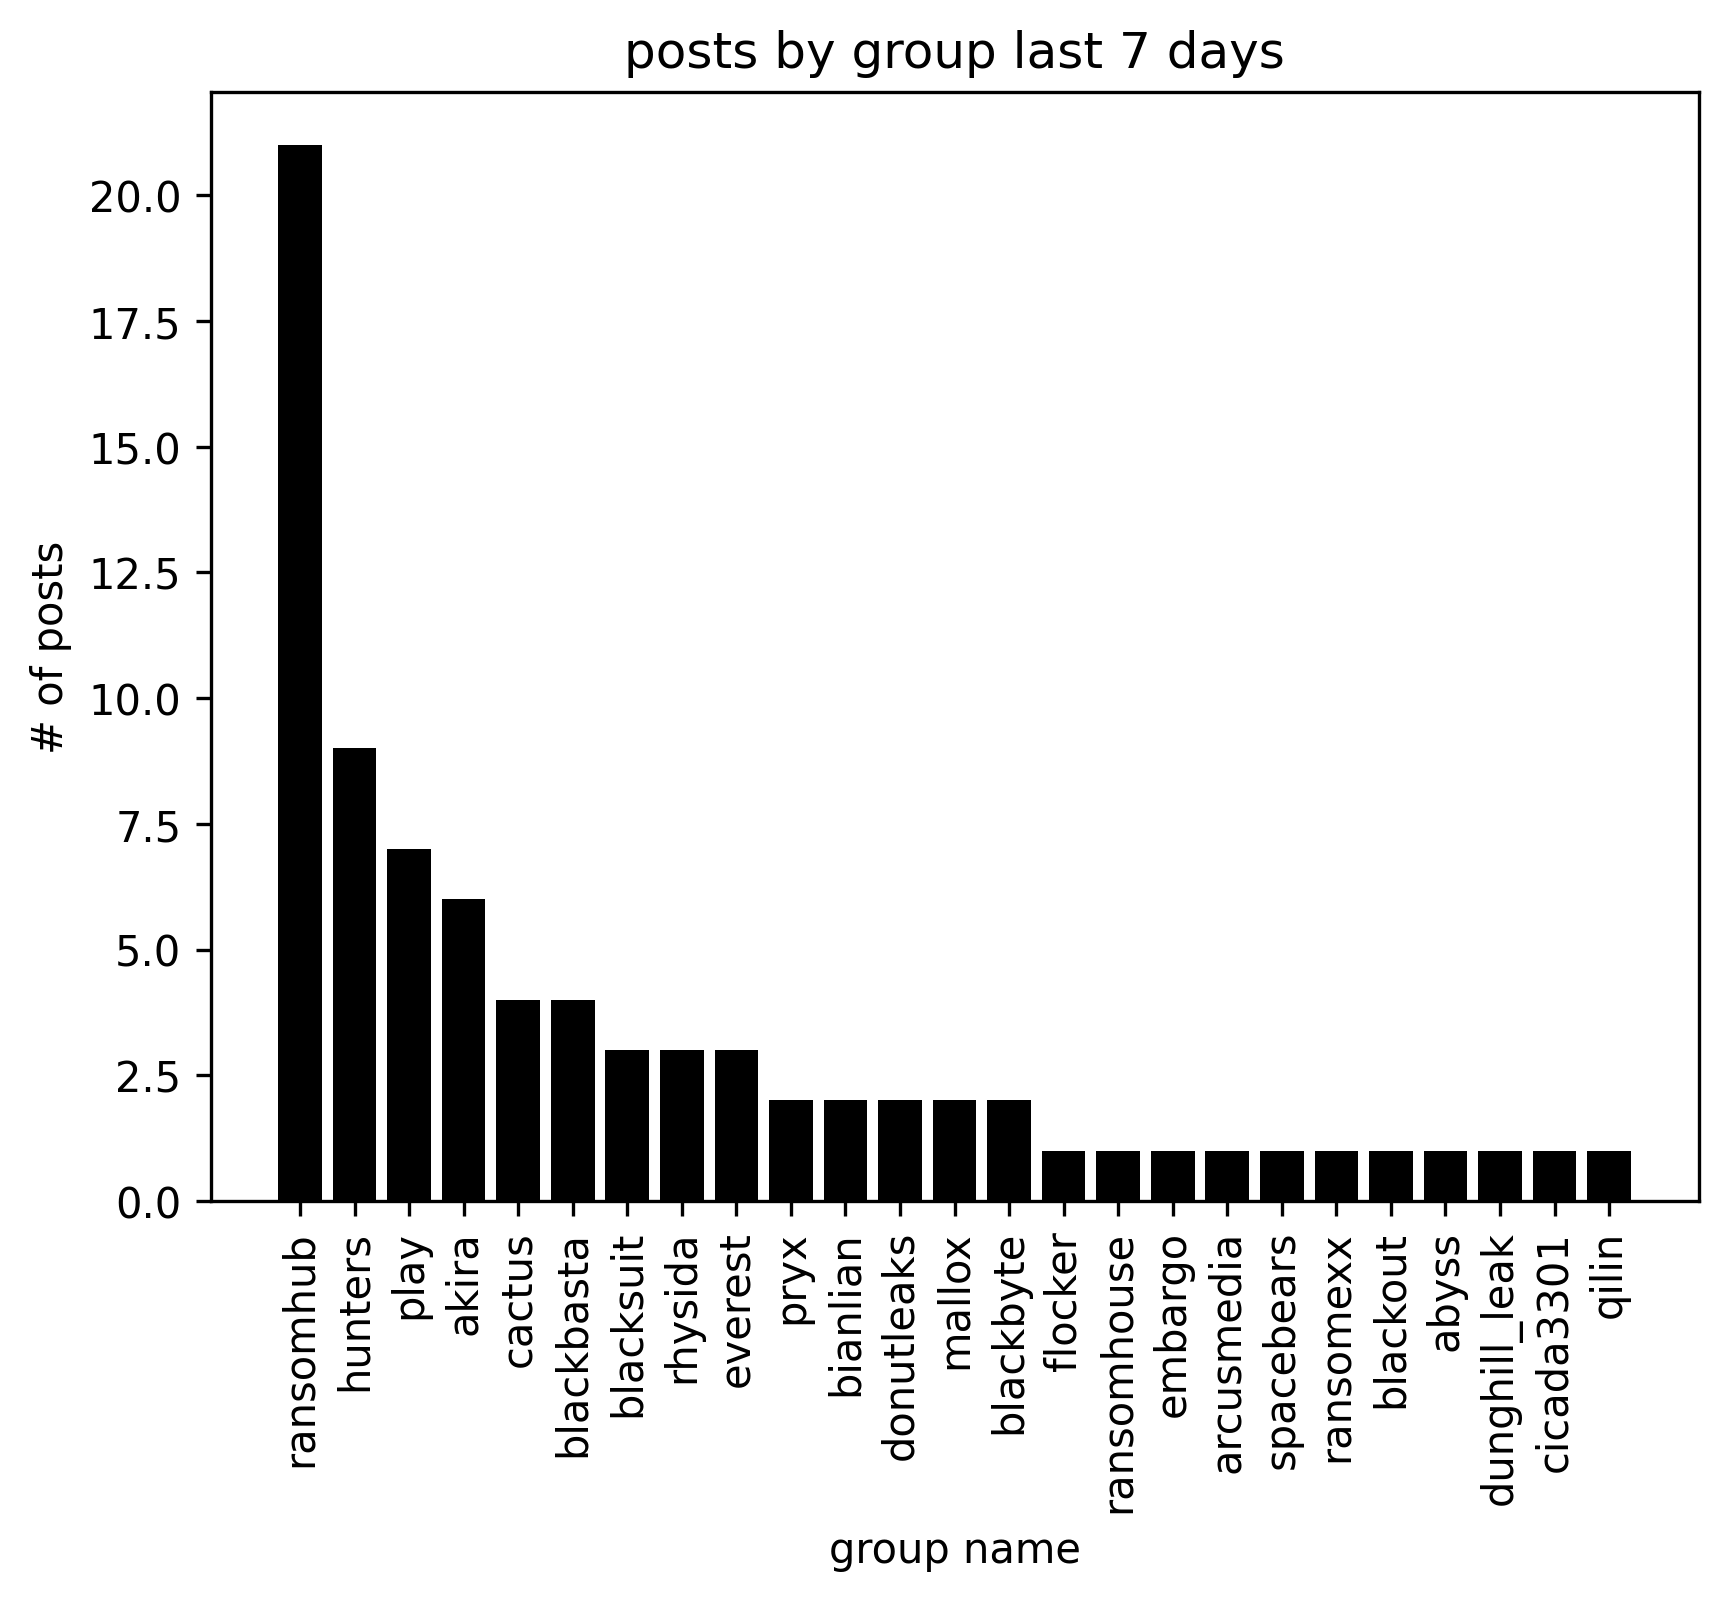 posts by group last 7 days
# of posts
20.0
17.5
15.0
12.5
10.0
7.5
5.0
2.5
0.0
ransomhub
hunters
play
akira
cactus
blackbasta
blacksuit
rhysida
everest
pryx
bianlian
donutleaks
mallox
blackbyte
flocker
ransomhouse
embargo
arcusmedia
spacebears
ransomexx
blackout
abyss
dunghill_leak
cicada3301
qilin
group name